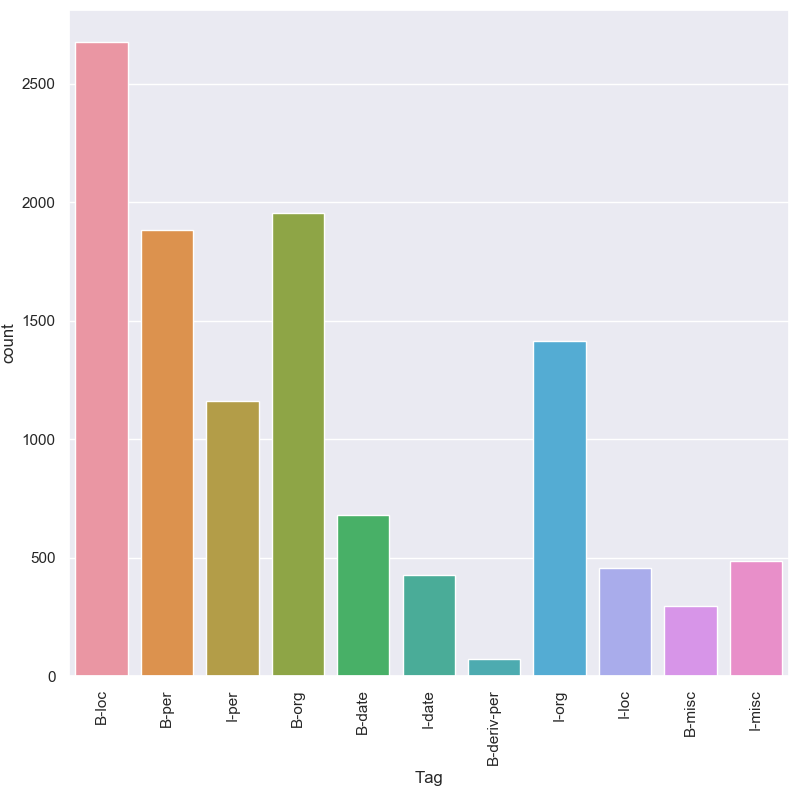 2500
2000
1500
1000
500
0
count
B-loc
B-per
I-per
B-org
B-date
I-date
B-deriv-per
I-org
I-loc
B-misc
I-misc
Tag